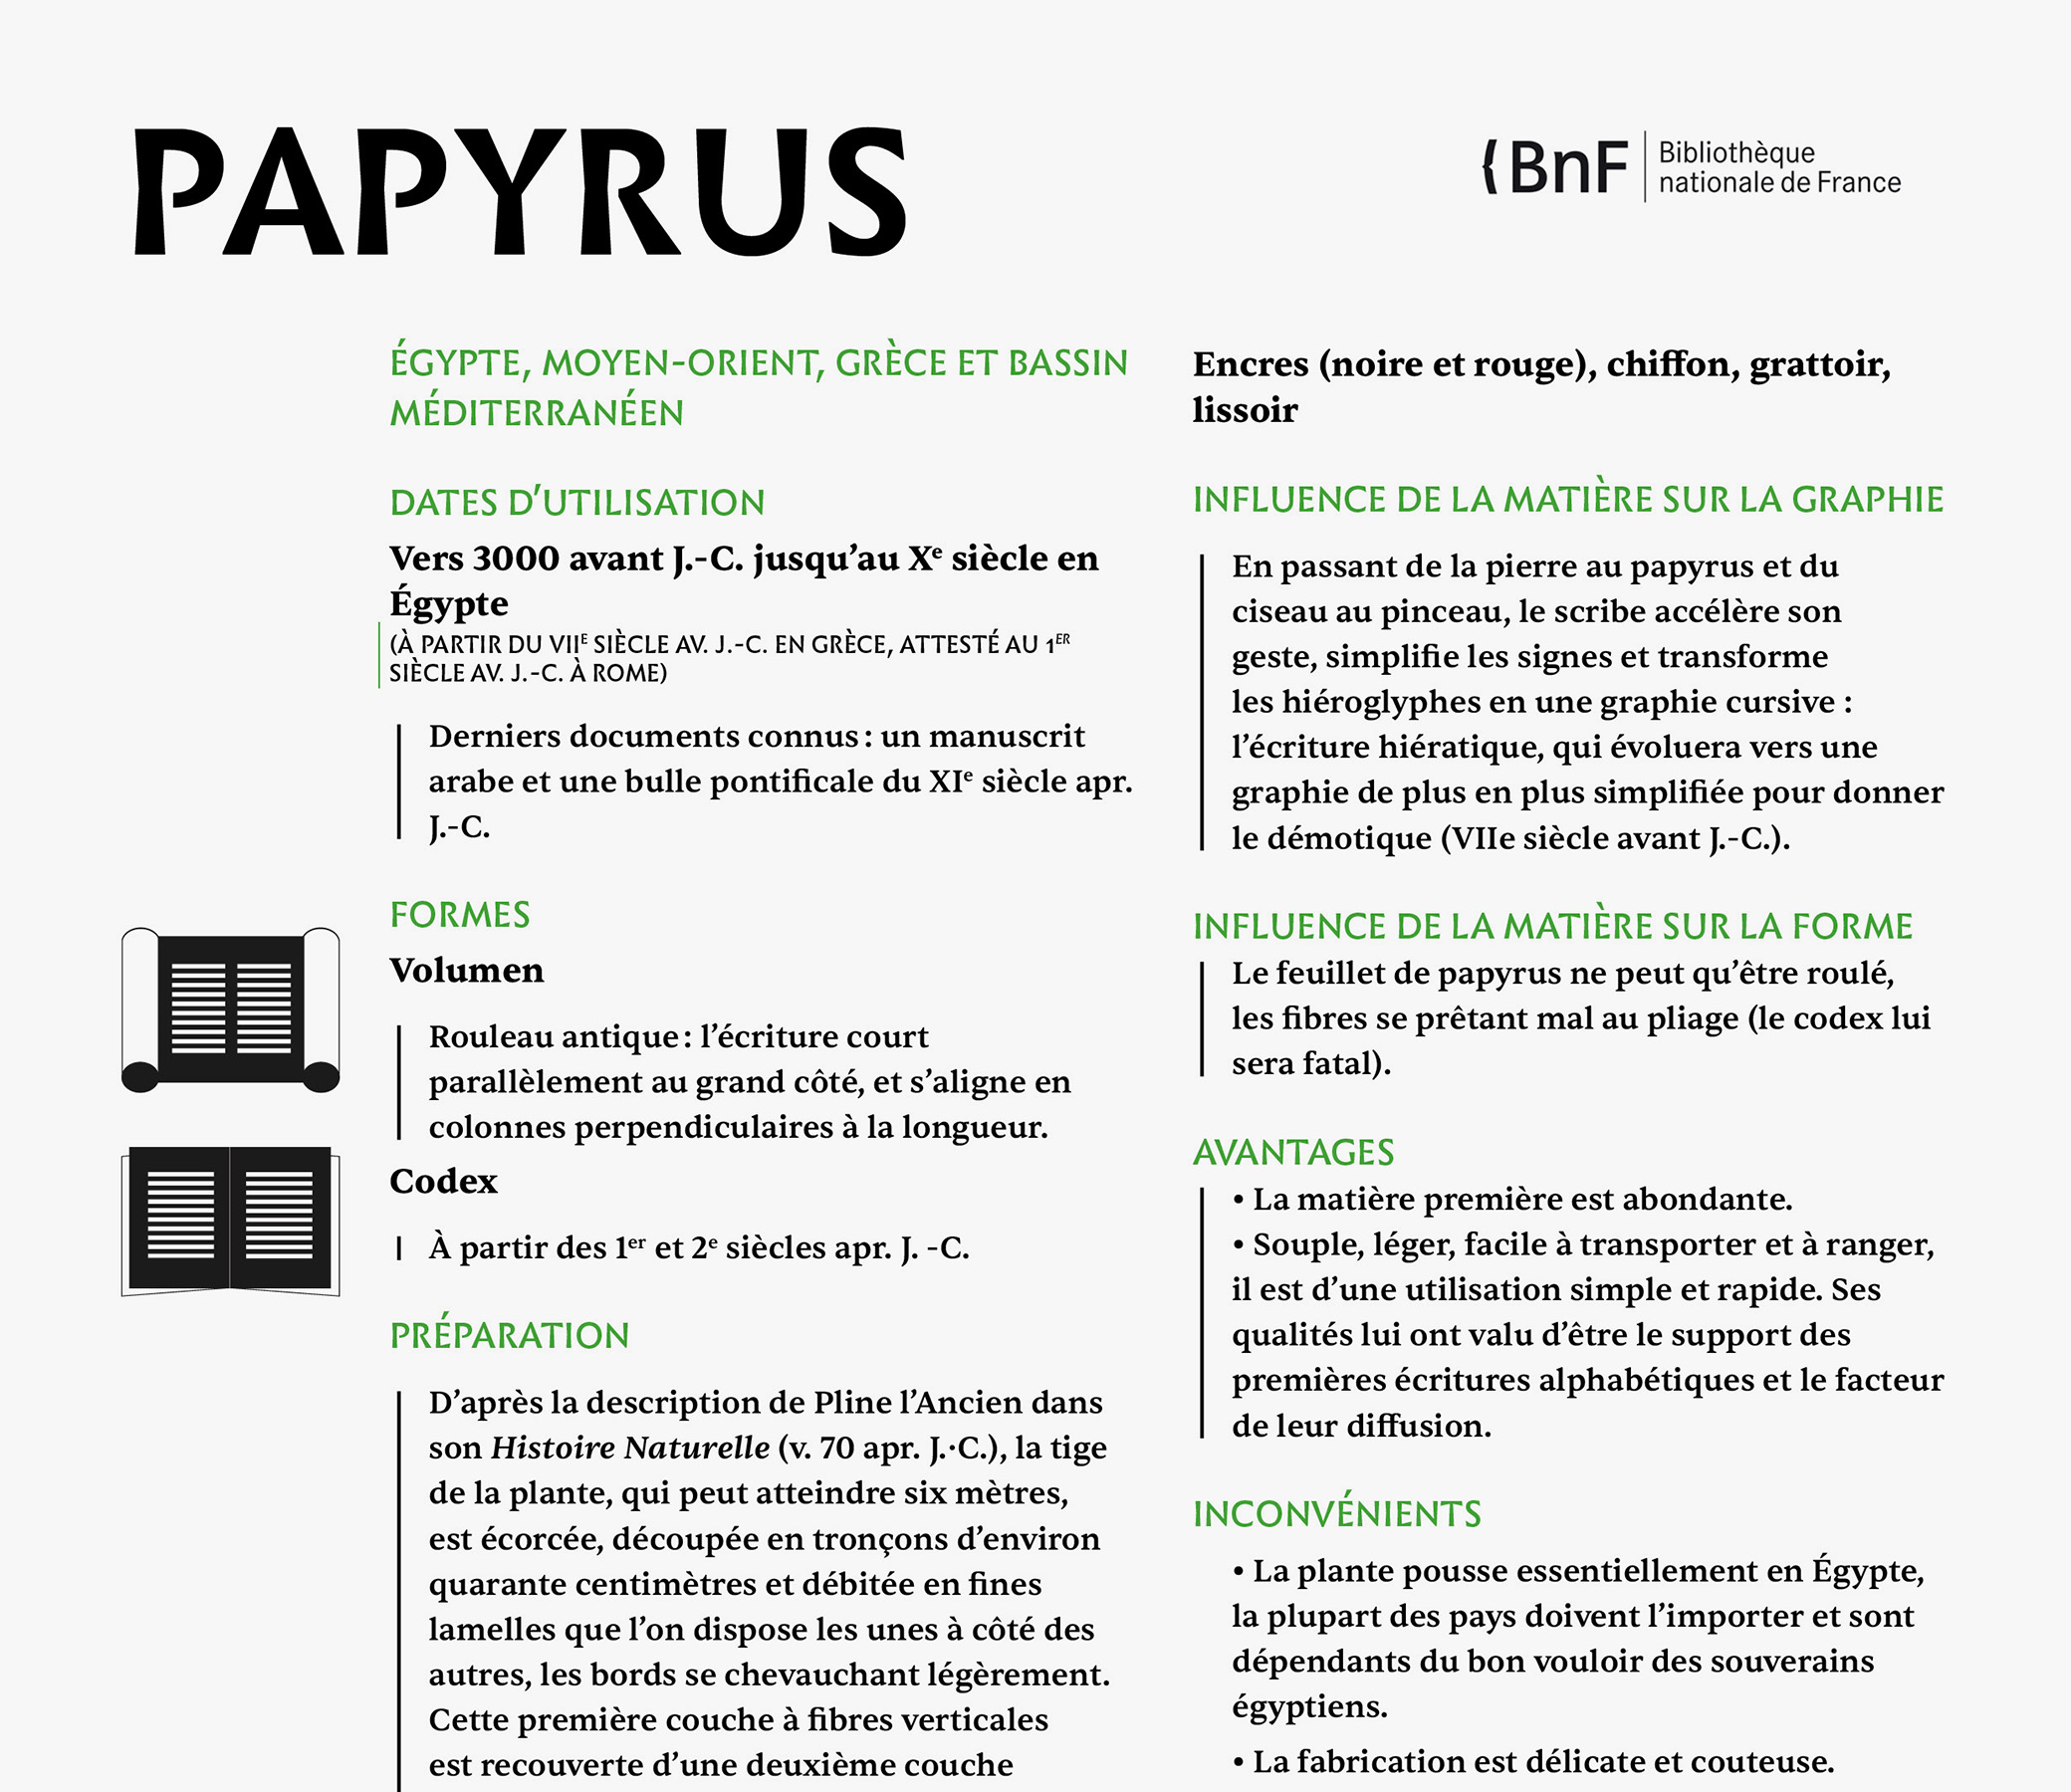 PAPYRUS
{BnF
Bibliothèque
nationale de France
ÉGYPTE, MOYEN-ORIENT, GRÈCE ET BASSIN
MÉDITERRANÉEN
DATES D’UTILISATION
Vers 3000 avant J.-C. jusqu’au Xe siècle en
Égypte
(À PARTIR DU VIIE SIÈCLE AV. J.-C. EN GRÈCE, ATTESTÉ AU 1ER
SIÈCLE AV. J.-C. À ROME)
Derniers documents connus : un manuscrit
arabe et une bulle pontificale du XIe siècle apr.
J.-C.
FORMES
Volumen
Rouleau antique : l’écriture court
parallèlement au grand côté, et s’aligne en
colonnes perpendiculaires à la longueur.
Codex
À partir des 1er et 2e siècles apr. J. -C.
PRÉPARATION
D’après la description de Pline l’Ancien dans
son Histoire Naturelle (v. 70 apr. J.·C.), la tige
de la plante, qui peut atteindre six mètres,
est écorcée, découpée en tronçons d’environ
quarante centimètres et débitée en fines
lamelles que l’on dispose les unes à côté des
autres, les bords se chevauchant légèrement.
Cette première couche à fibres verticales
est recouverte d’une deuxième couche
Encres (noire et rouge), chiffon, grattoir,
lissoir
INFLUENCE DE LA MATIÈRE SUR LA GRAPHIE
En passant de la pierre au papyrus et du
ciseau au pinceau, le scribe accélère son
geste, simplifie les signes et transforme
les hiéroglyphes en une graphie cursive :
l’écriture hiératique, qui évoluera vers une
graphie de plus en plus simplifiée pour donner
le démotique (VIIe siècle avant J.-C.).
INFLUENCE DE LA MATIÈRE SUR LA FORME
Le feuillet de papyrus ne peut qu’être roulé,
les fibres se prêtant mal au pliage (le codex lui
sera fatal).
AVANTAGES
• La matière première est abondante.
• Souple, léger, facile à transporter et à ranger,
il est d’une utilisation simple et rapide. Ses
qualités lui ont valu d’être le support des
premières écritures alphabétiques et le facteur
de leur diffusion.
INCONVÉNIENTS
• La plante pousse essentiellement en Égypte,
la plupart des pays doivent l’importer et sont
dépendants du bon vouloir des souverains
égyptiens.
• La fabrication est délicate et couteuse.